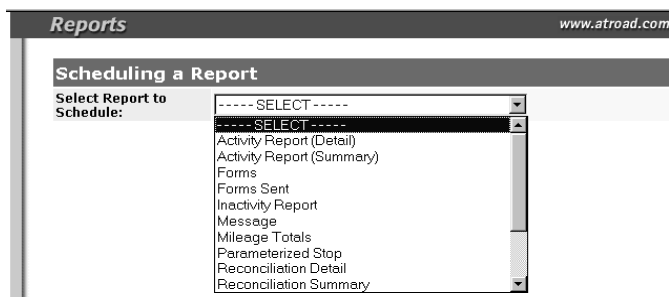 Reports www.atroad.com
Scheduling a Report
Select Report to
Schedule:
-----SELECT-----
-----SELECT-----
Activity Report (Detail)
Activity Report (Summary)
Forms
Forms Sent
Inactivity Report
Message
Mileage Totals
Parameterized Stop
Reconciliation Detail
Reconciliation Summary